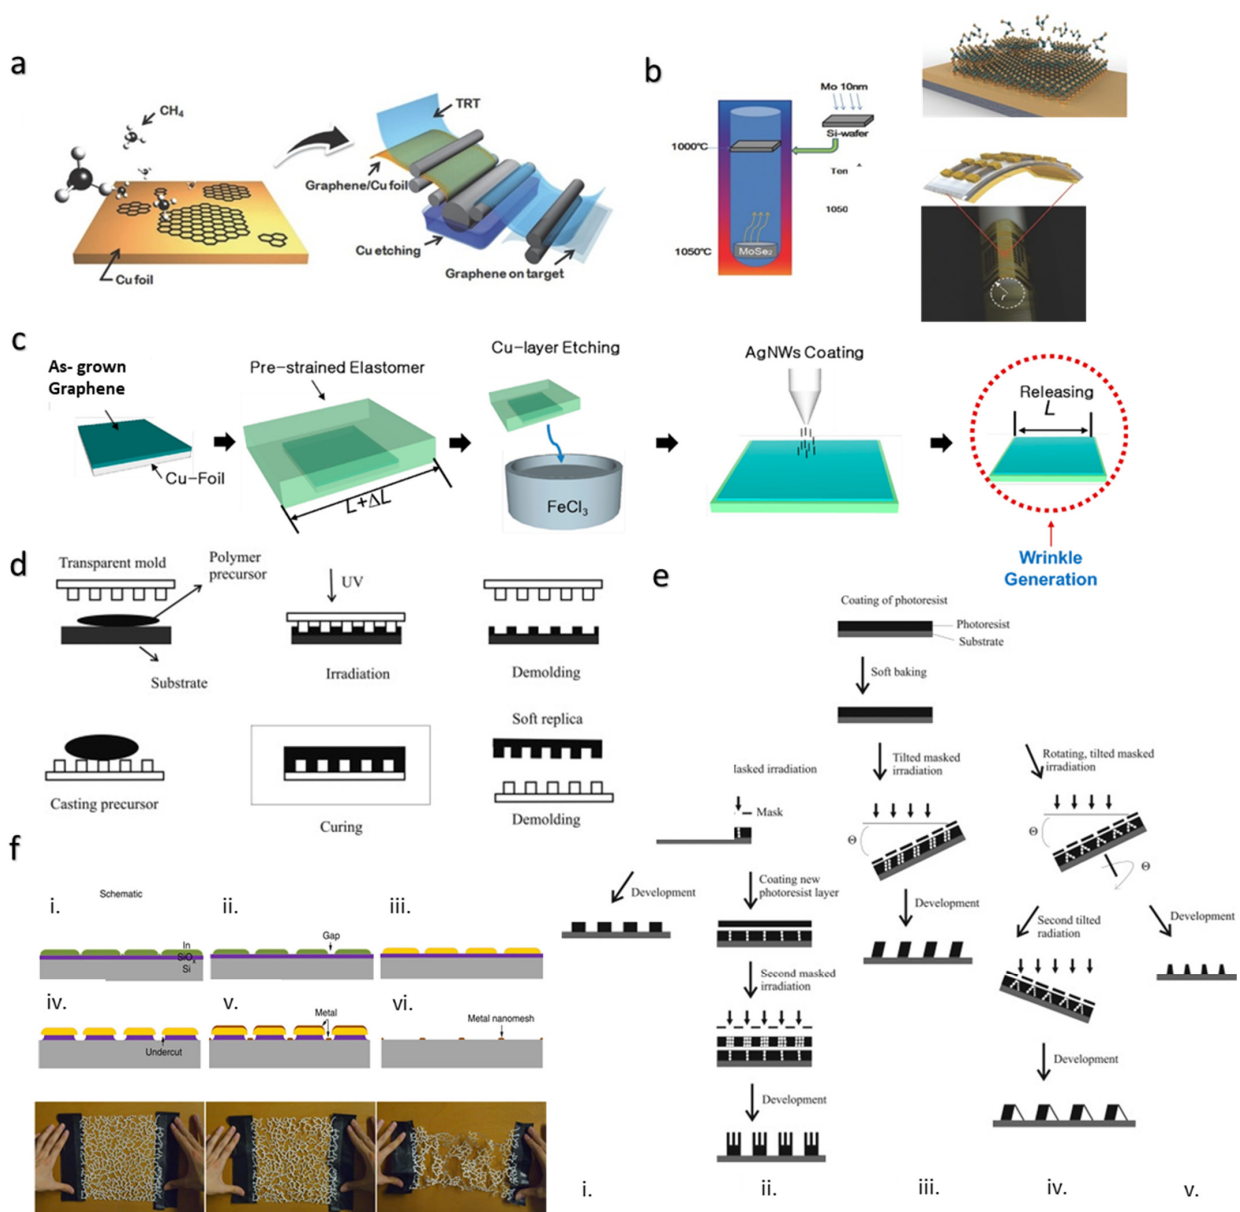 a
CH₄
TRT
Graphene/Cu foil
Cu etching
Graphene on target
Cu foil
b
Mo 10nm
Si-wafer
1000℃
Ten
1050
1050℃
MoSe₂
r
c
As- grown
Graphene
Cu-Foil
Pre-strained Elastomer
L+ΔL
Cu-layer Etching
FeCl₃
AgNWs Coating
Releasing
L
Wrinkle
Generation
d
Transparent mold
Polymer
precursor
Substrate
UV
Irradiation
Demolding
Casting precursor
Curing
Soft replica
Demolding
e
Coating of photoresist
Photoresist
Substrate
Soft baking
lasked irradiation
Mask
Tilted masked
irradiation
Θ
Rotating, tilted masked
irradiation
Θ
Θ
Development
Coating new
photoresist layer
Development
Second tilted
radiation
Development
Second masked
irradiation
Development
Development
i.
ii.
iii.
iv.
v.
f
Schematic
i.
ii.
iii.
In
SiOₓ
Si
Gap
iv.
v.
vi.
Undercut
Metal
Metal nanomesh